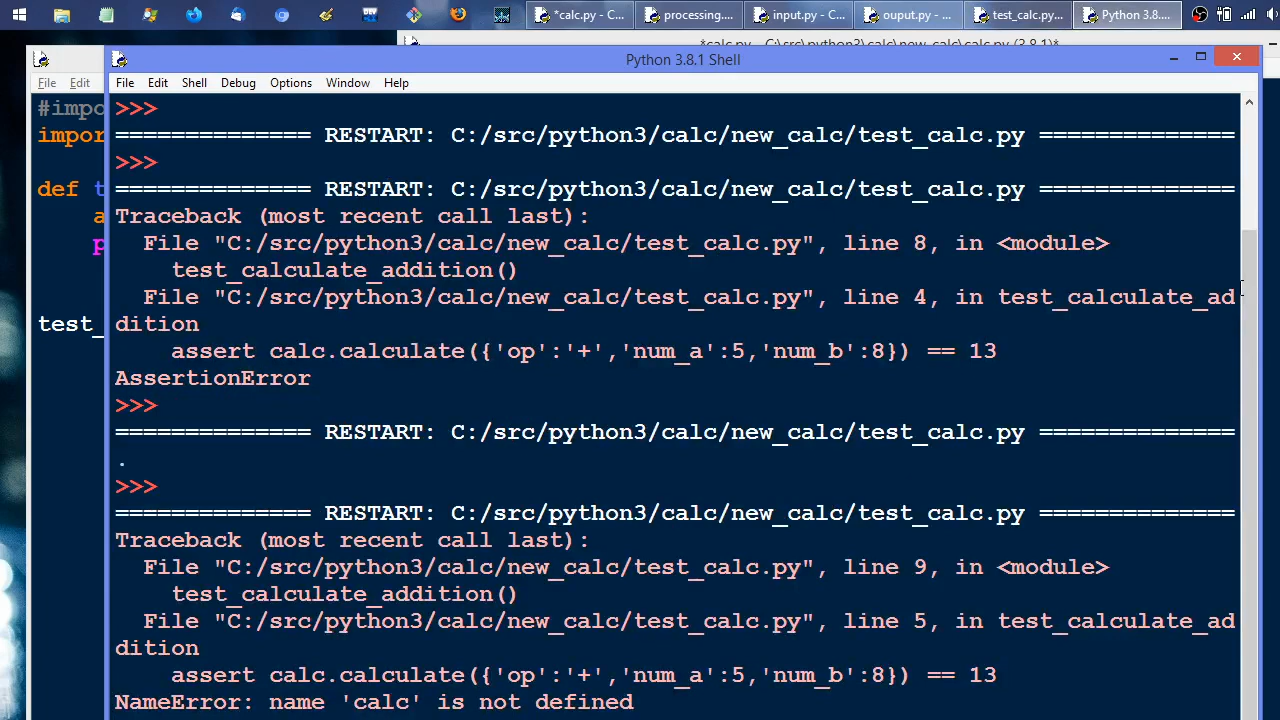 *calc.py - C...
processing....
input.py - C...
ouput.py - ...
test_calc.py...
Python 3.8....
*calc.py - C:\src\python3\calc\new_calc\calc.py (3.8.1)*
Python 3.8.1 Shell
File Edit
File Edit Shell Debug Options Window Help
#impo
impor
def t
a
p
test_
>>>
============== RESTART: C:/src/python3/calc/new_calc/test_calc.py ==============
>>>
============== RESTART: C:/src/python3/calc/new_calc/test_calc.py ==============
Traceback (most recent call last):
  File "C:/src/python3/calc/new_calc/test_calc.py", line 8, in <module>
    test_calculate_addition()
  File "C:/src/python3/calc/new_calc/test_calc.py", line 4, in test_calculate_ad
dition
    assert calc.calculate({'op':'+','num_a':5,'num_b':8}) == 13
AssertionError
>>>
============== RESTART: C:/src/python3/calc/new_calc/test_calc.py ==============
.
>>>
============== RESTART: C:/src/python3/calc/new_calc/test_calc.py ==============
Traceback (most recent call last):
  File "C:/src/python3/calc/new_calc/test_calc.py", line 9, in <module>
    test_calculate_addition()
  File "C:/src/python3/calc/new_calc/test_calc.py", line 5, in test_calculate_ad
dition
    assert calc.calculate({'op':'+','num_a':5,'num_b':8}) == 13
NameError: name 'calc' is not defined